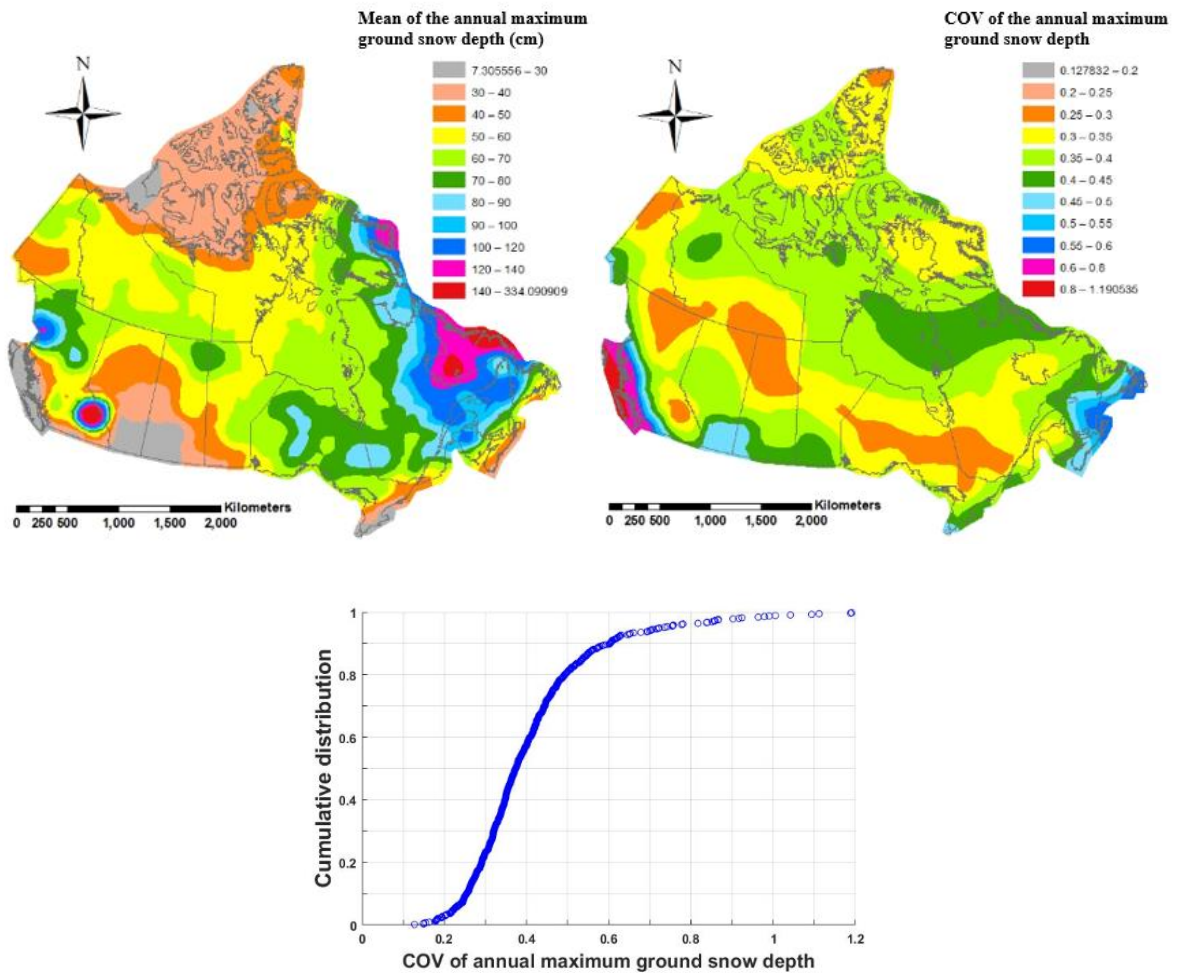 Mean of the annual maximum
ground snow depth (cm)
N
7.305556 – 30
30 – 40
40 – 50
50 – 60
60 – 70
70 – 80
80 – 90
90 – 100
100 – 120
120 – 140
140 – 334.090909
Kilometers
0 250 500 1,000 1,500 2,000
COV of the annual maximum
ground snow depth
N
0.127832 – 0.2
0.2 – 0.25
0.25 – 0.3
0.3 – 0.35
0.35 – 0.4
0.4 – 0.45
0.45 – 0.5
0.5 – 0.55
0.55 – 0.6
0.6 – 0.8
0.8 – 1.190535
Kilometers
0 250 500 1,000 1,500 2,000
Cumulative distribution
1
0.8
0.6
0.4
0.2
0
0 0.2 0.4 0.6 0.8 1 1.2
COV of annual maximum ground snow depth